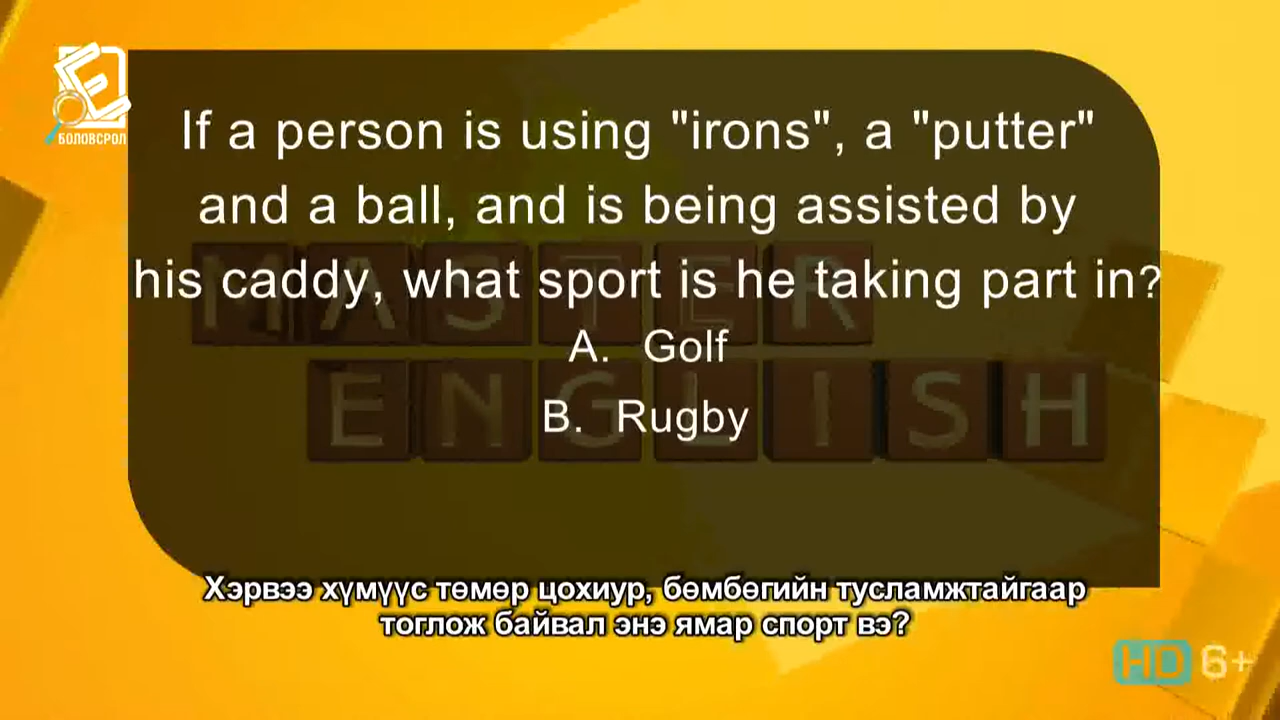 БОЛОВСРОЛ
If a person is using "irons", a "putter"
and a ball, and is being assisted by
his caddy, what sport is he taking part in?
A. Golf
B. Rugby
MASTER
ENGLISH
Хэрвээ хүмүүс төмөр цохиур, бөмбөгийн тусламжтайгаар
тоглож байвал энэ ямар спорт вэ?
HD 6+